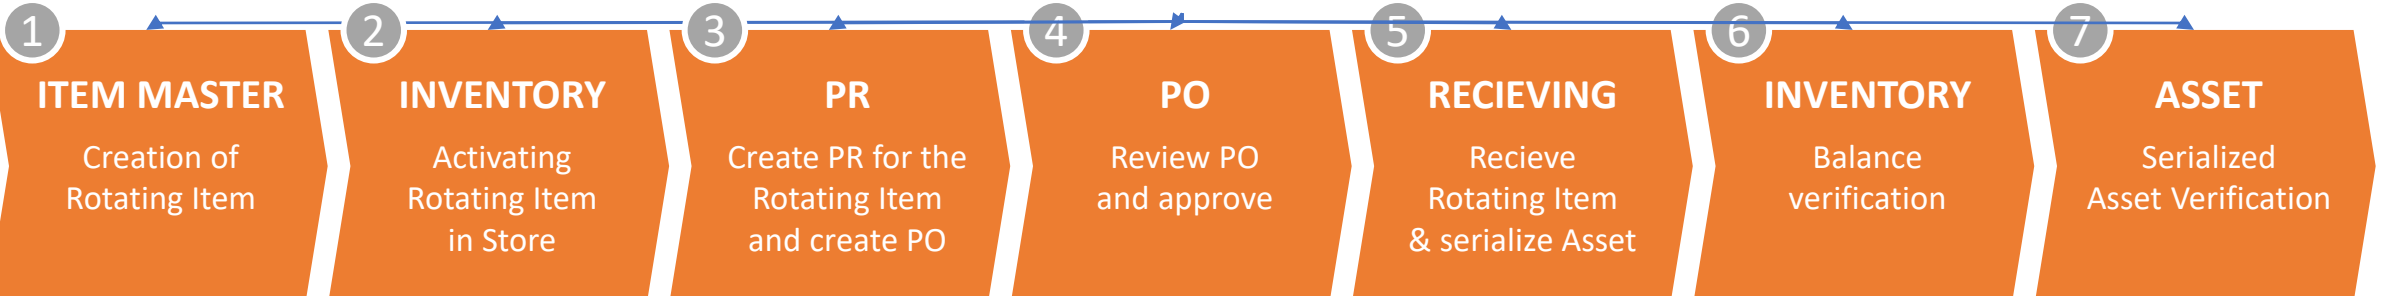 1
ITEM MASTER
Creation of
Rotating Item
2
INVENTORY
Activating
Rotating Item
in Store
3
PR
Create PR for the
Rotating Item
and create PO
4
PO
Review PO
and approve
5
RECIEVING
Recieve
Rotating Item
& serialize Asset
6
INVENTORY
Balance
verification
7
ASSET
Serialized
Asset Verification